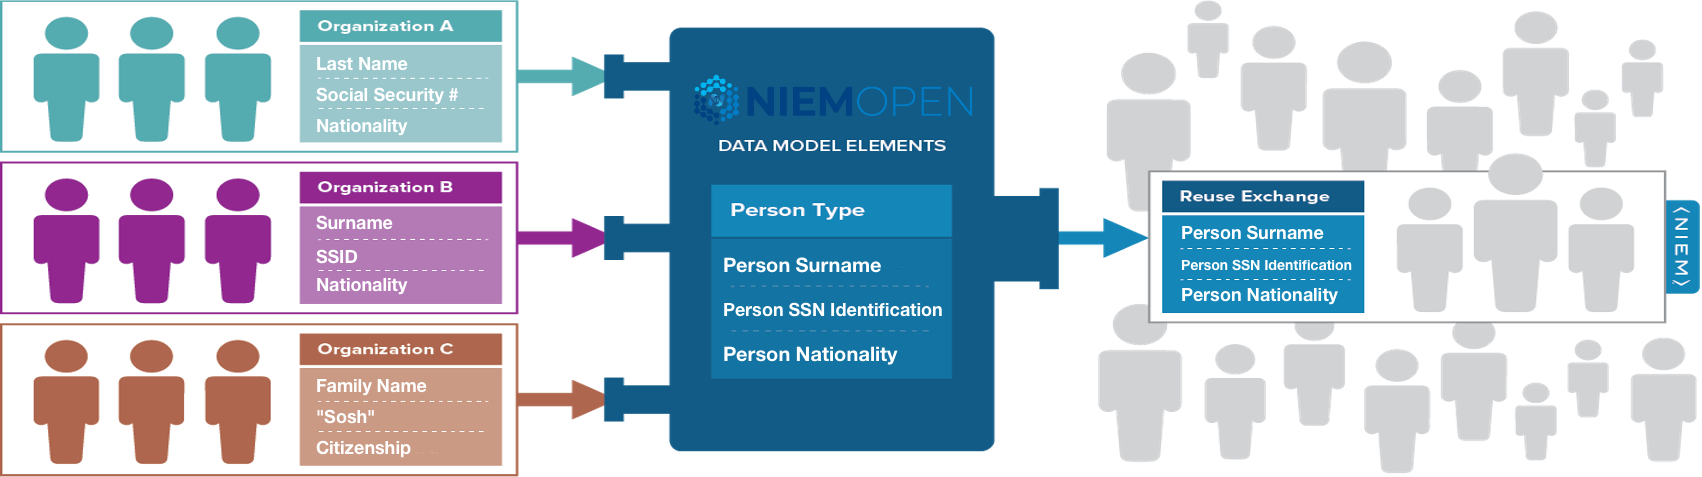 Organization A
Last Name
Social Security #
Nationality
Organization B
Surname
SSID
Nationality
Organization C
Family Name
"Sosh"
Citizenship
NIEMOPEN
DATA MODEL ELEMENTS
Person Type
Person Surname
Person SSN Identification
Person Nationality
Reuse Exchange
Person Surname
Person SSN Identification
Person Nationality
<NIEM>